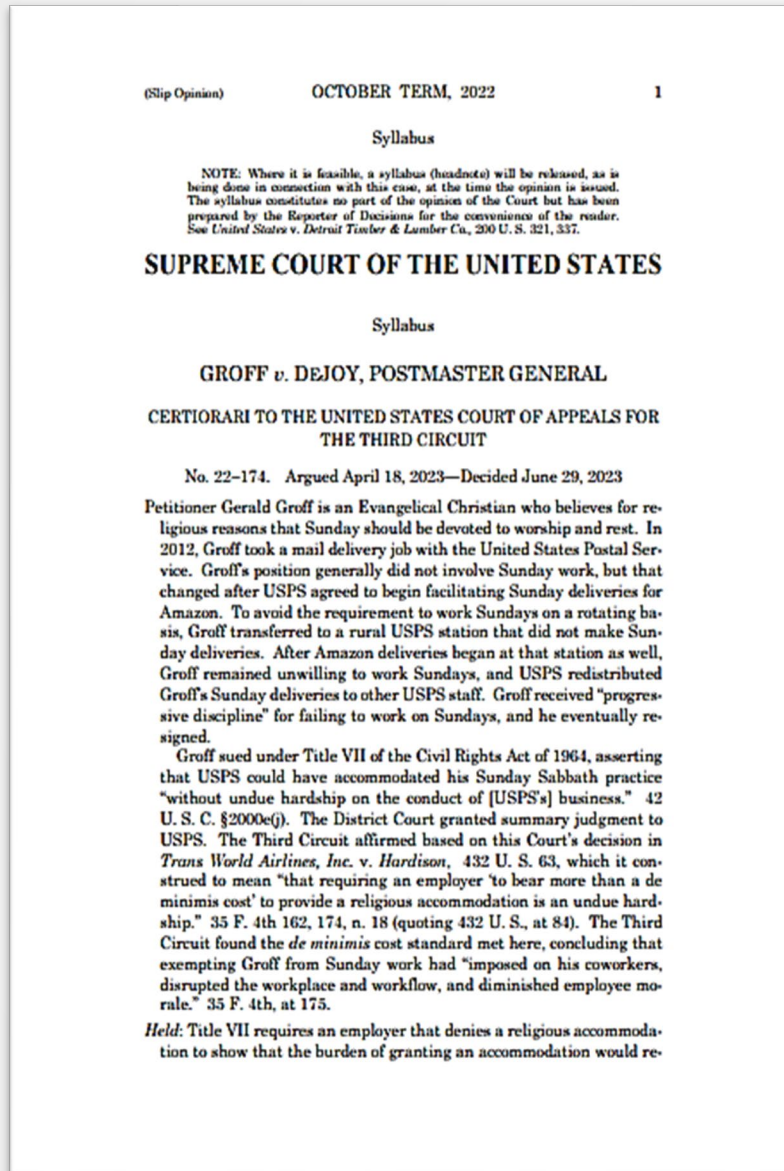 (Slip Opinion) OCTOBER TERM, 2022 1
Syllabus
NOTE: Where it is feasible, a syllabus (headnote) will be released, as is
being done in connection with this case, at the time the opinion is issued.
The syllabus constitutes no part of the opinion of the Court but has been
prepared by the Reporter of Decisions for the convenience of the reader.
See United States v. Detroit Timber & Lumber Co., 200 U. S. 321, 337.
SUPREME COURT OF THE UNITED STATES
Syllabus
GROFF v. DEJOY, POSTMASTER GENERAL
CERTIORARI TO THE UNITED STATES COURT OF APPEALS FOR
THE THIRD CIRCUIT
No. 22–174. Argued April 18, 2023—Decided June 29, 2023
Petitioner Gerald Groff is an Evangelical Christian who believes for re-
ligious reasons that Sunday should be devoted to worship and rest. In
2012, Groff took a mail delivery job with the United States Postal Ser-
vice. Groff's position generally did not involve Sunday work, but that
changed after USPS agreed to begin facilitating Sunday deliveries for
Amazon. To avoid the requirement to work Sundays on a rotating ba-
sis, Groff transferred to a rural USPS station that did not make Sun-
day deliveries. After Amazon deliveries began at that station as well,
Groff remained unwilling to work Sundays, and USPS redistributed
Groff's Sunday deliveries to other USPS staff. Groff received “progres-
sive discipline” for failing to work on Sundays, and he eventually re-
signed.
Groff sued under Title VII of the Civil Rights Act of 1964, asserting
that USPS could have accommodated his Sunday Sabbath practice
“without undue hardship on the conduct of [USPS's] business.” 42
U. S. C. §2000e(j). The District Court granted summary judgment to
USPS. The Third Circuit affirmed based on this Court's decision in
Trans World Airlines, Inc. v. Hardison, 432 U. S. 63, which it con-
strued to mean “that requiring an employer ‘to bear more than a de
minimis cost’ to provide a religious accommodation is an undue hard-
ship.” 35 F. 4th 162, 174, n. 18 (quoting 432 U. S., at 84). The Third
Circuit found the de minimis cost standard met here, concluding that
exempting Groff from Sunday work had “imposed on his coworkers,
disrupted the workplace and workflow, and diminished employee mo-
rale.” 35 F. 4th, at 175.
Held: Title VII requires an employer that denies a religious accommoda-
tion to show that the burden of granting an accommodation would re-